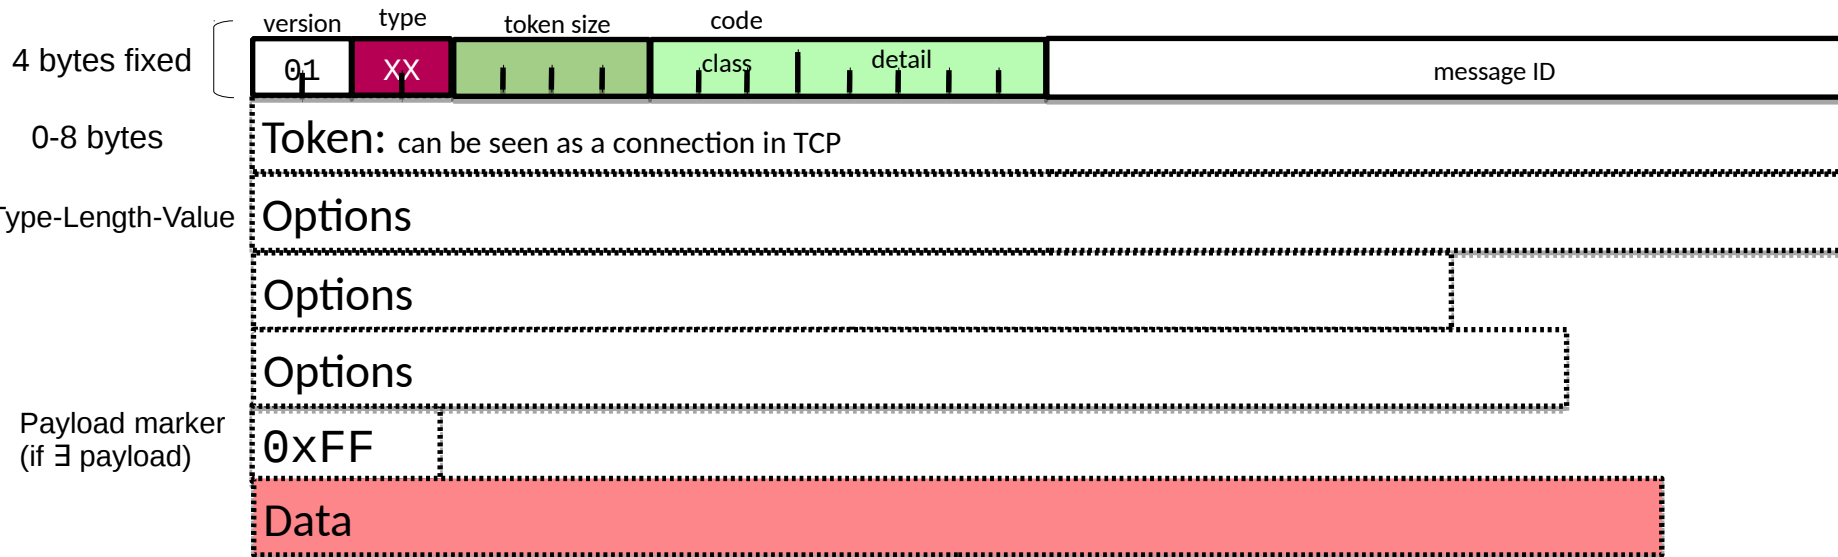 version type token size code
4 bytes fixed 01 XX class detail message ID
0-8 bytes Token: can be seen as a connection in TCP
Type-Length-Value Options
Options
Options
Payload marker
(if ∃ payload)
0xFF
Data